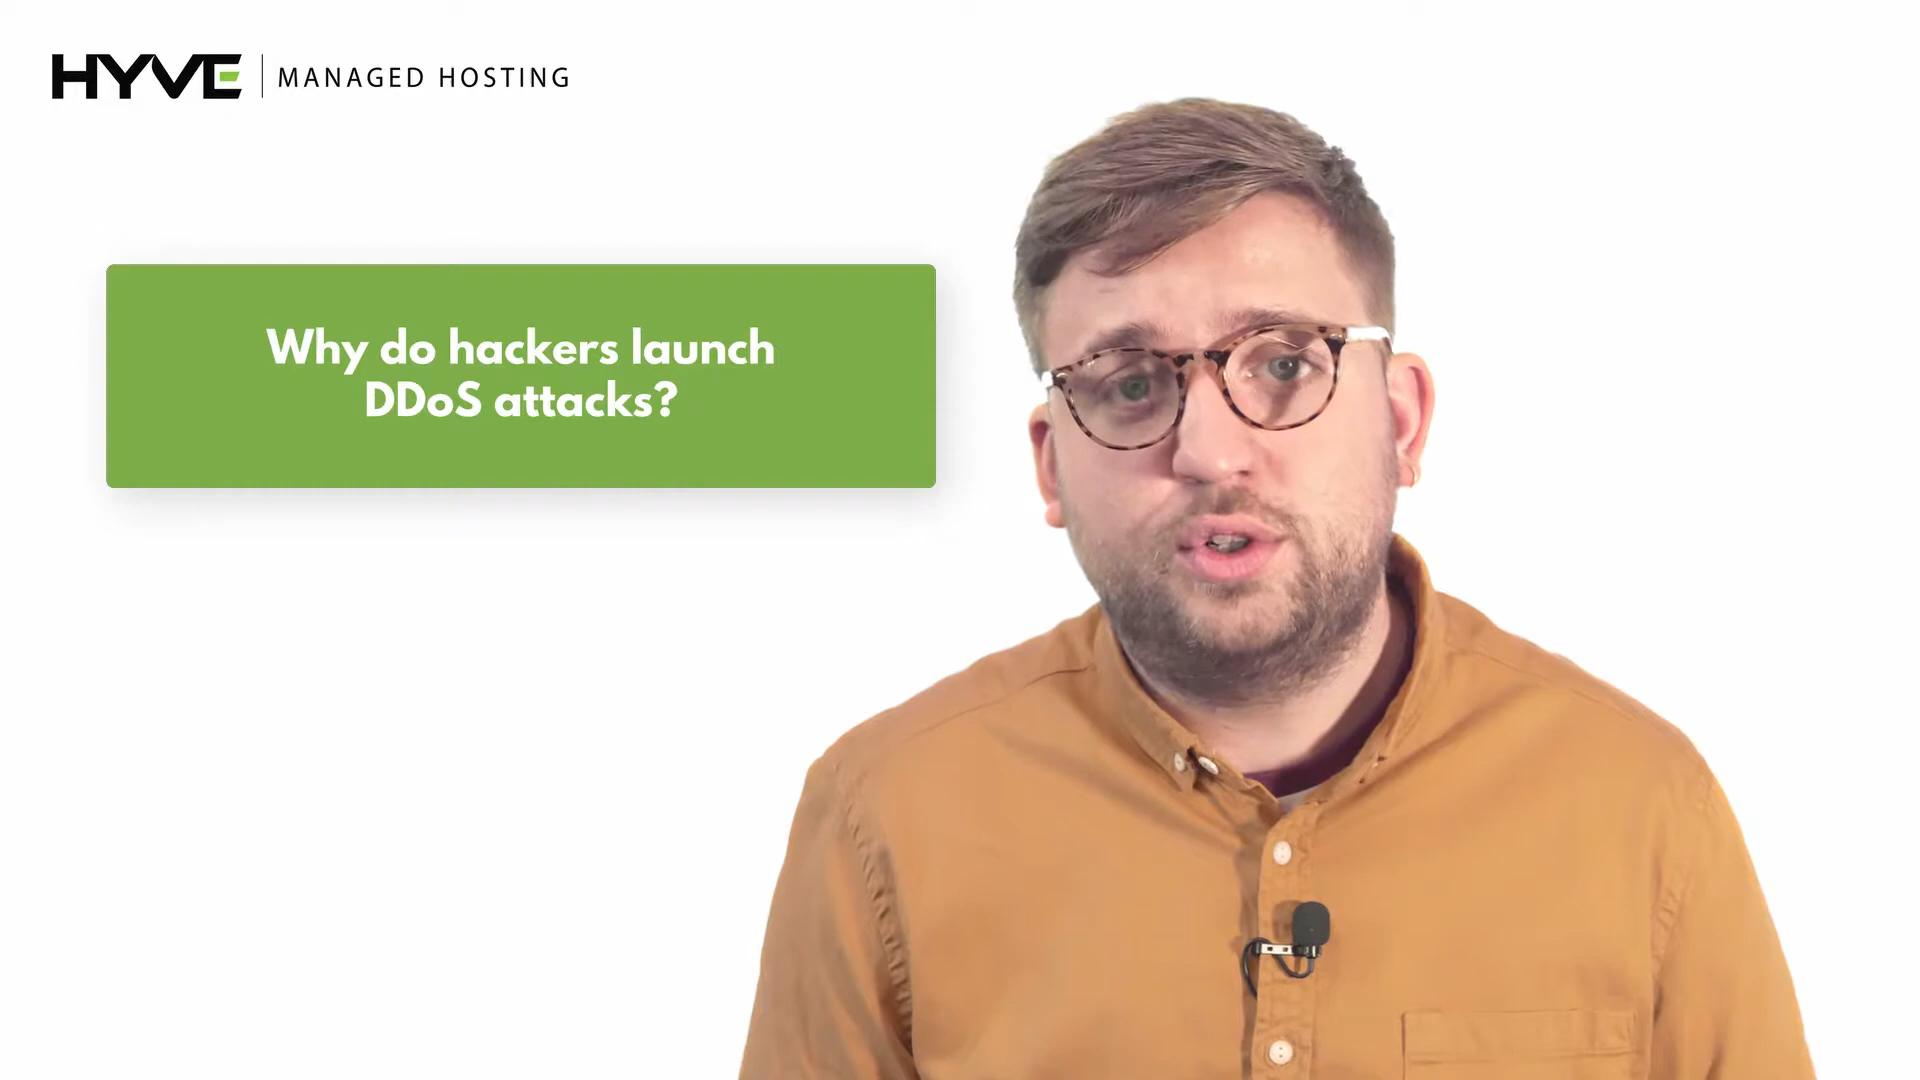 HYVE MANAGED HOSTING
Why do hackers launch
DDoS attacks?